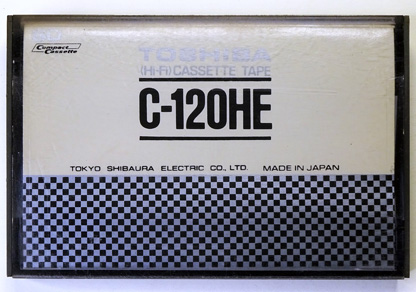 Compact
Cassette
TOSHIBA
(Hi-Fi) CASSETTE TAPE
C-120HE
TOKYO SHIBAURA ELECTRIC CO., LTD. MADE IN JAPAN